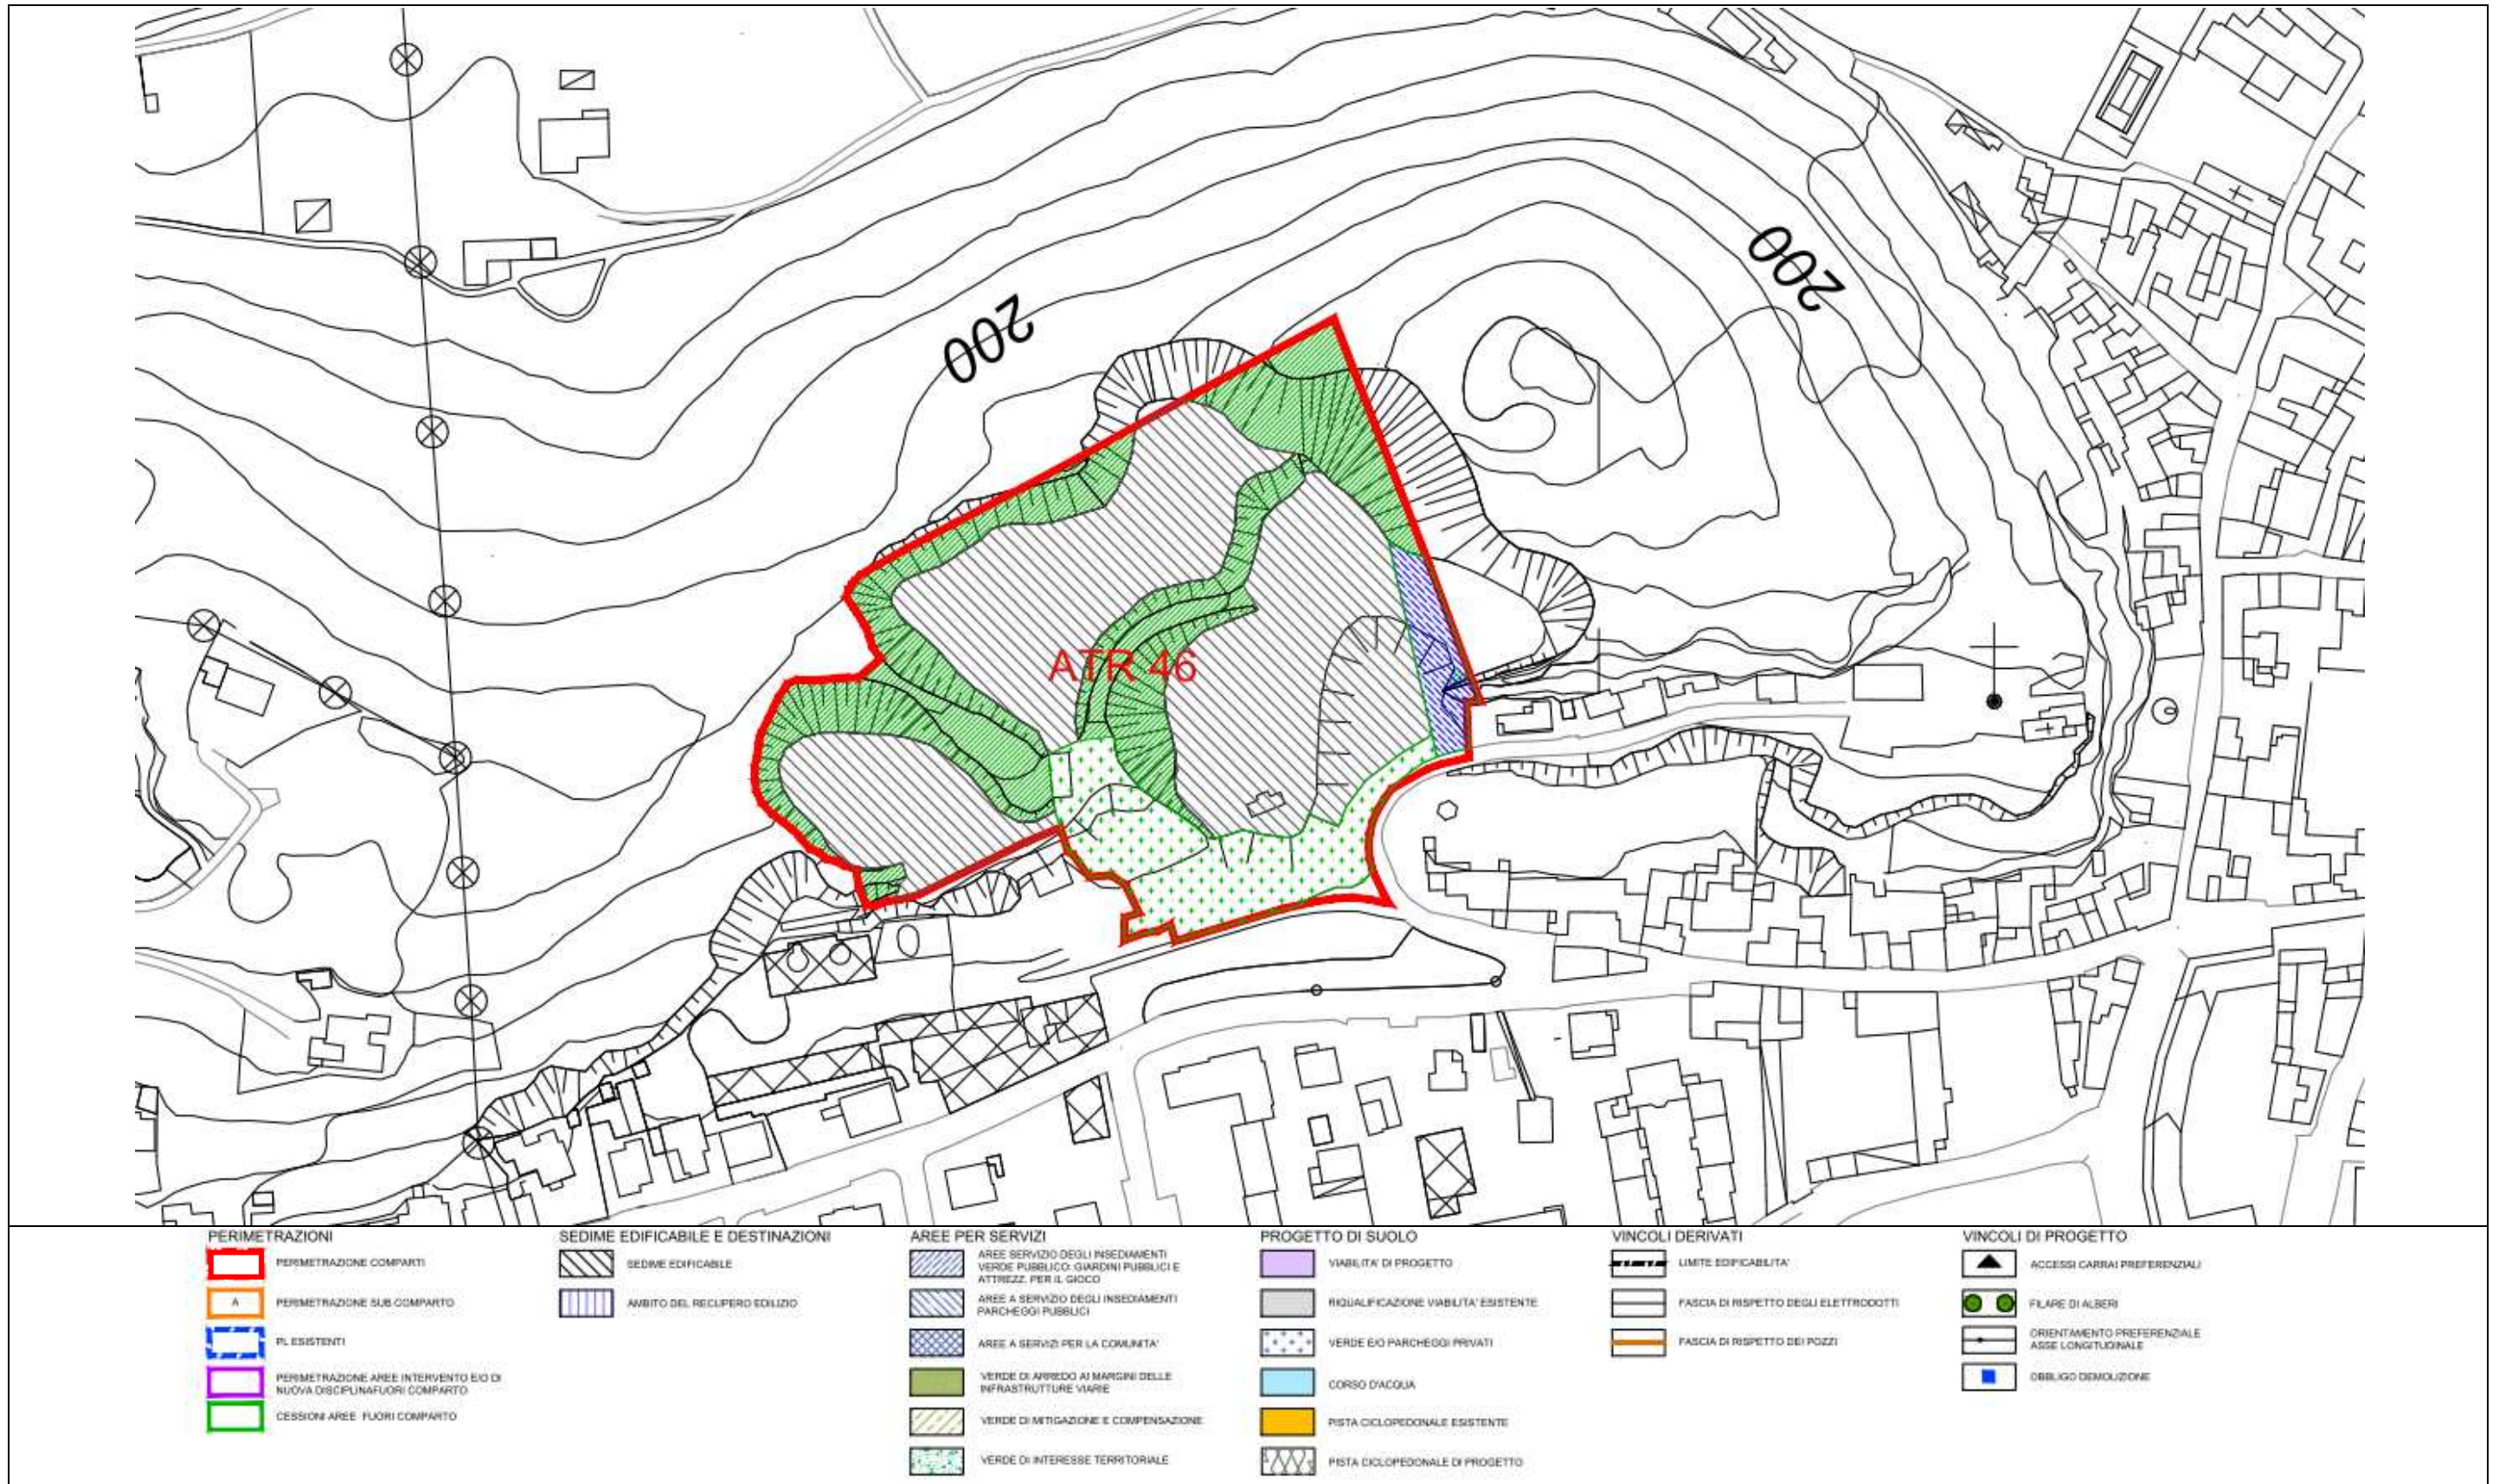 200
200
ATR 46
PERIMETRAZIONI
PERIMETRAZIONE COMPARTI
A
PERIMETRAZIONE SUB COMPARTO
PL ESISTENTI
PERIMETRAZIONE AREE INTERVENTO E/O DI
NUOVA DISCIPLINAFUORI COMPARTO
CESSIONI AREE FUORI COMPARTO
SEDIME EDIFICABILE E DESTINAZIONI
SEDIME EDIFICABILE
AMBITO DEL RECUPERO EDILIZIO
AREE PER SERVIZI
AREE SERVIZIO DEGLI INSEDIAMENTI
VERDE PUBBLICO: GIARDINI PUBBLICI E
ATTREZZ. PER IL GIOCO
AREE A SERVIZIO DEGLI INSEDIAMENTI
PARCHEGGI PUBBLICI
AREE A SERVIZI PER LA COMUNITA'
VERDE DI ARREDO AI MARGINI DELLE
INFRASTRUTTURE VIARIE
VERDE DI MITIGAZIONE E COMPENSAZIONE
VERDE DI INTERESSE TERRITORIALE
PROGETTO DI SUOLO
VIABILITA' DI PROGETTO
RIQUALIFICAZIONE VIABILITA' ESISTENTE
VERDE E/O PARCHEGGI PRIVATI
CORSO D'ACQUA
PISTA CICLOPEDONALE ESISTENTE
PISTA CICLOPEDONALE DI PROGETTO
VINCOLI DERIVATI
LIMITE EDIFICABILITA'
FASCIA DI RISPETTO DEGLI ELETTRODOTTI
FASCIA DI RISPETTO DEI POZZI
VINCOLI DI PROGETTO
ACCESSI CARRAI PREFERENZIALI
FILARE DI ALBERI
ORIENTAMENTO PREFERENZIALE
ASSE LONGITUDINALE
OBBLIGO DEMOLIZIONE